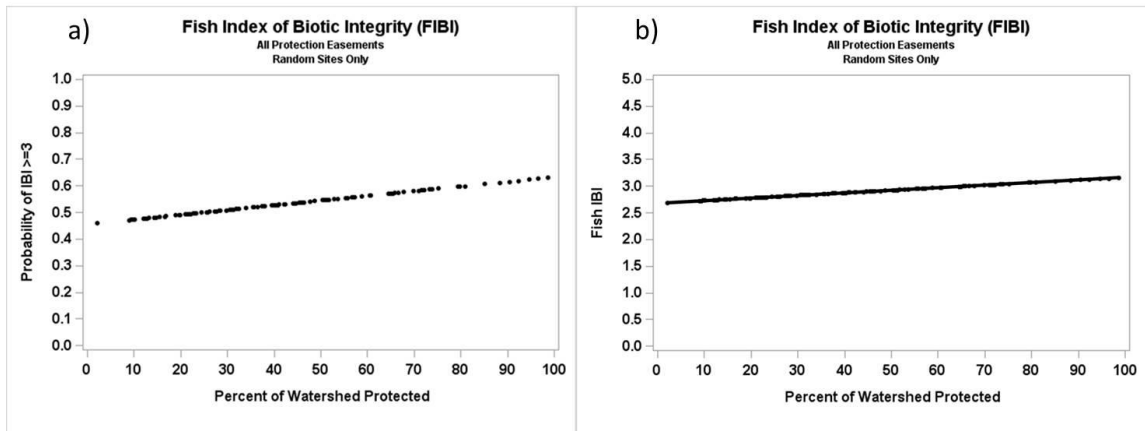 a)
Fish Index of Biotic Integrity (FIBI)
All Protection Easements
Random Sites Only
Probability of IBI >=3
1.0
0.9
0.8
0.7
0.6
0.5
0.4
0.3
0.2
0.1
0.0
0 10 20 30 40 50 60 70 80 90 100
Percent of Watershed Protected
b)
Fish Index of Biotic Integrity (FIBI)
All Protection Easements
Random Sites Only
Fish IBI
5.0
4.5
4.0
3.5
3.0
2.5
2.0
1.5
1.0
0.5
0.0
0 10 20 30 40 50 60 70 80 90 100
Percent of Watershed Protected